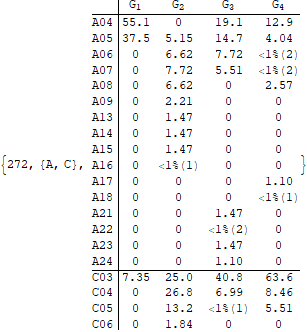 G1 G2 G3 G4
A04 55.1 0 19.1 12.9
A05 37.5 5.15 14.7 4.04
A06 0 6.62 7.72 <1%(2)
A07 0 7.72 5.51 <1%(2)
A08 0 6.62 0 2.57
A09 0 2.21 0 0
A13 0 1.47 0 0
A14 0 1.47 0 0
A15 0 1.47 0 0
{272, {A, C}, A16 0 <1%(1) 0 0 }
A17 0 0 0 1.10
A18 0 0 0 <1%(1)
A21 0 0 1.47 0
A22 0 0 <1%(2) 0
A23 0 0 1.47 0
A24 0 0 1.10 0
C03 7.35 25.0 40.8 63.6
C04 0 26.8 6.99 8.46
C05 0 13.2 <1%(1) 5.51
C06 0 1.84 0 0